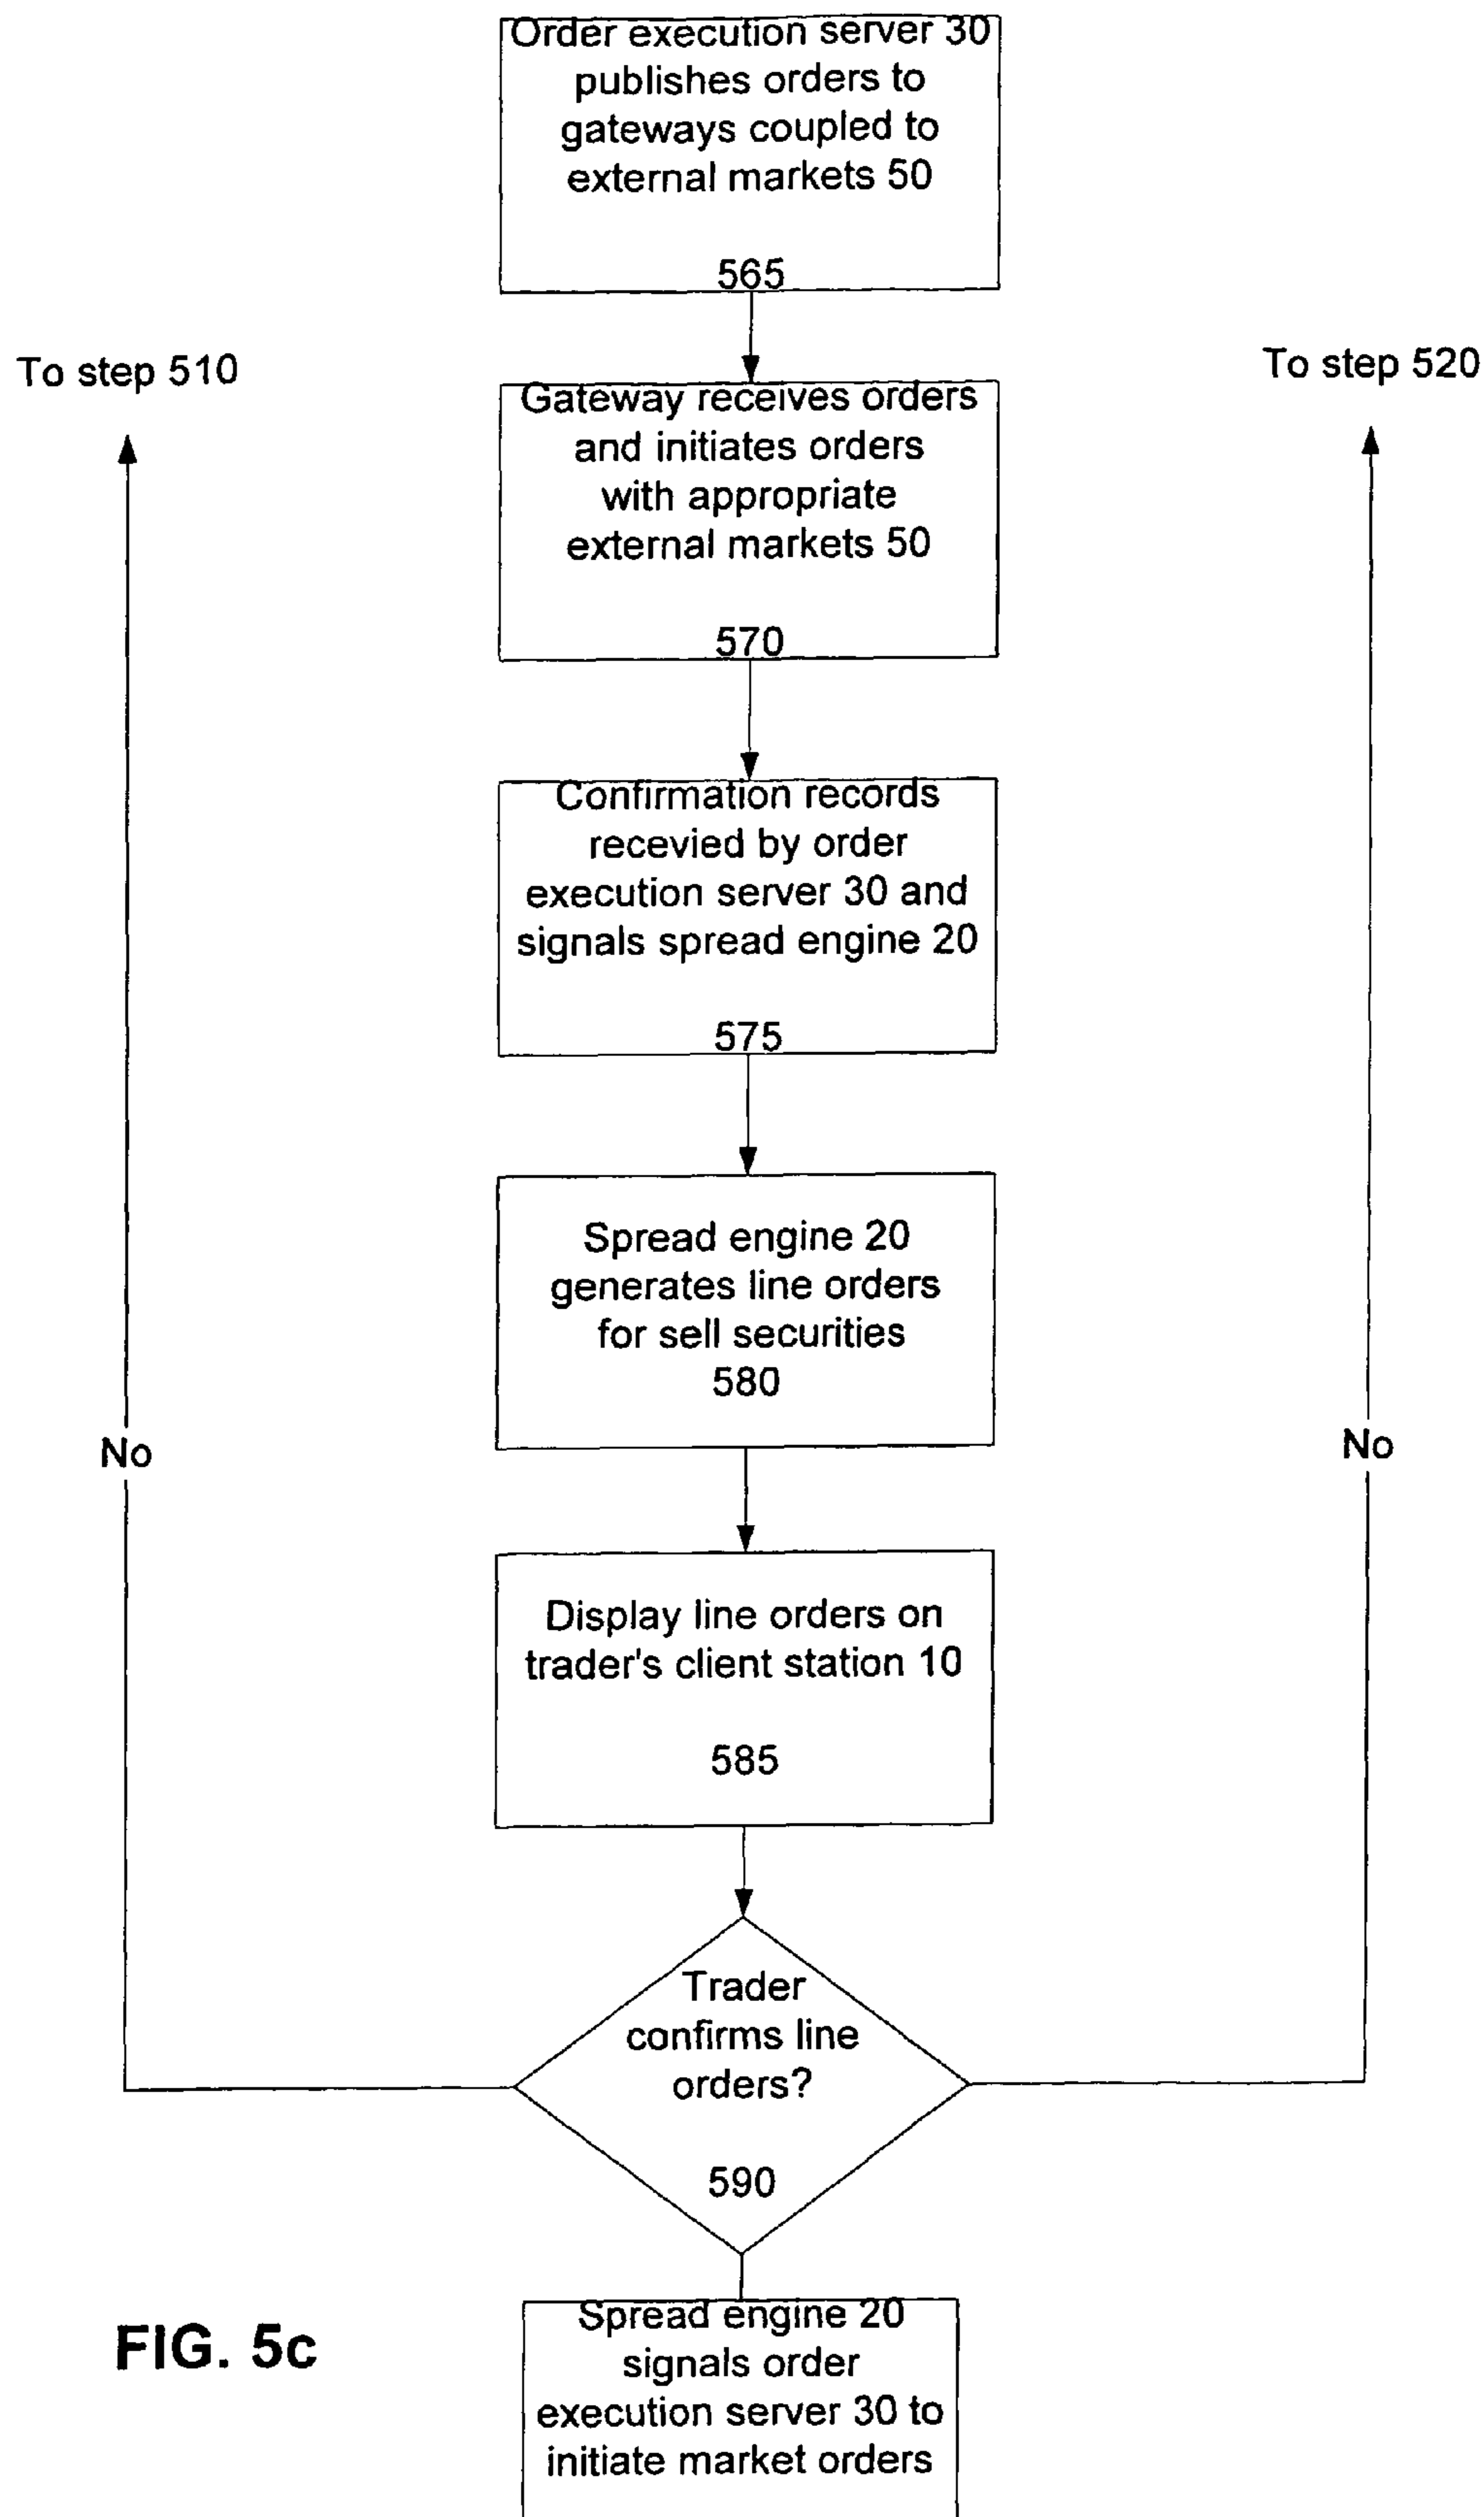 Order execution server 30
publishes orders to
gateways coupled to
external markets 50
565
To step 510
To step 520
Gateway receives orders
and initiates orders
with appropriate
external markets 50
570
Confirmation records
recevied by order
execution server 30 and
signals spread engine 20
575
Spread engine 20
generates line orders
for sell securities
580
No
No
Display line orders on
trader's client station 10
585
Trader
confirms line
orders?
590
FIG. 5c
Spread engine 20
signals order
execution server 30 to
initiate market orders